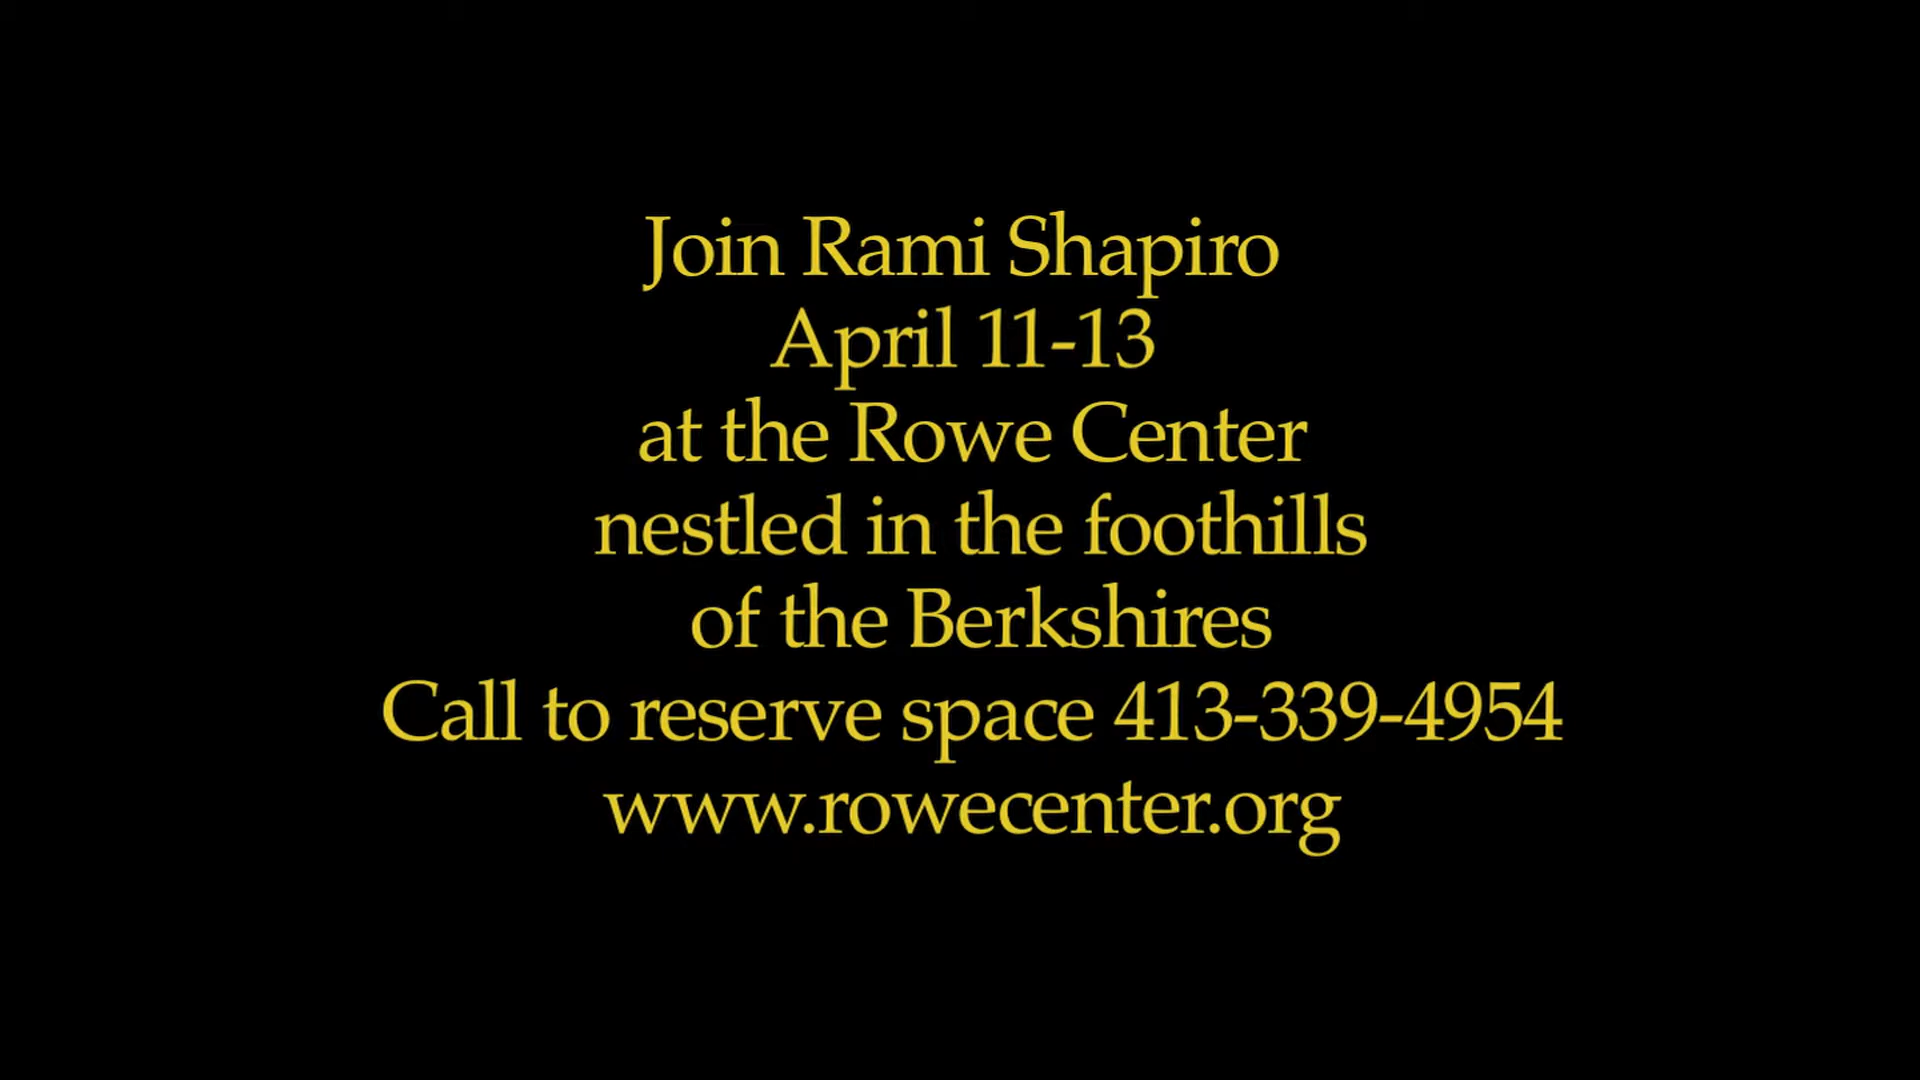 Join Rami Shapiro
April 11-13
at the Rowe Center
nestled in the foothills
of the Berkshires
Call to reserve space 413-339-4954
www.rowecenter.org